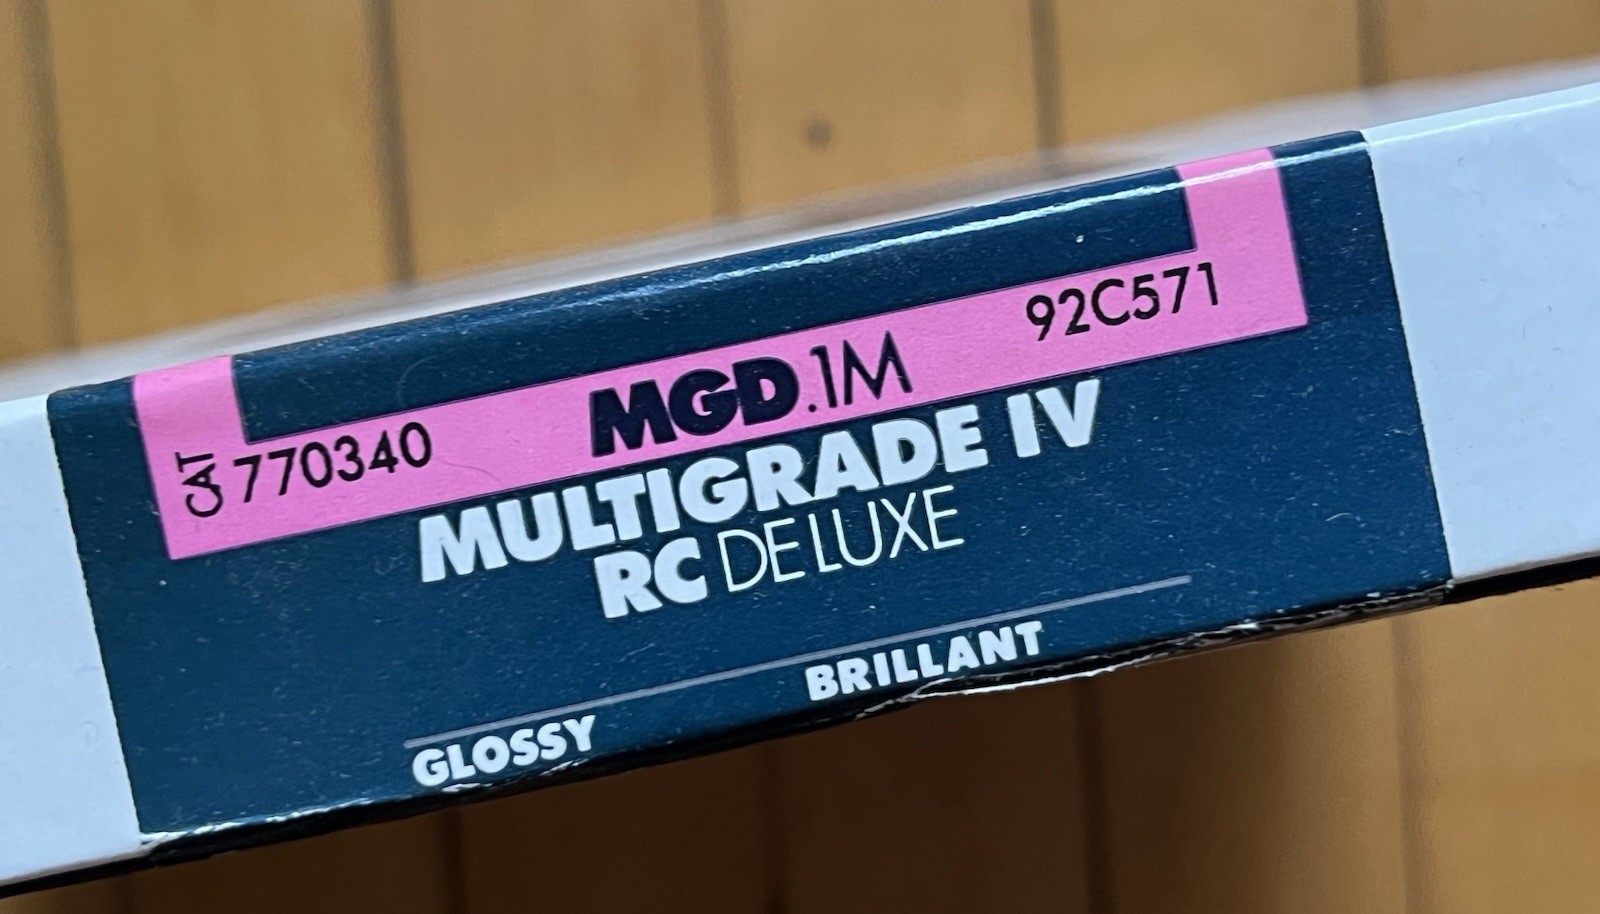 CAT 770340 MGD.1M 92C571
MULTIGRADE IV
RC DELUXE
GLOSSY BRILLANT